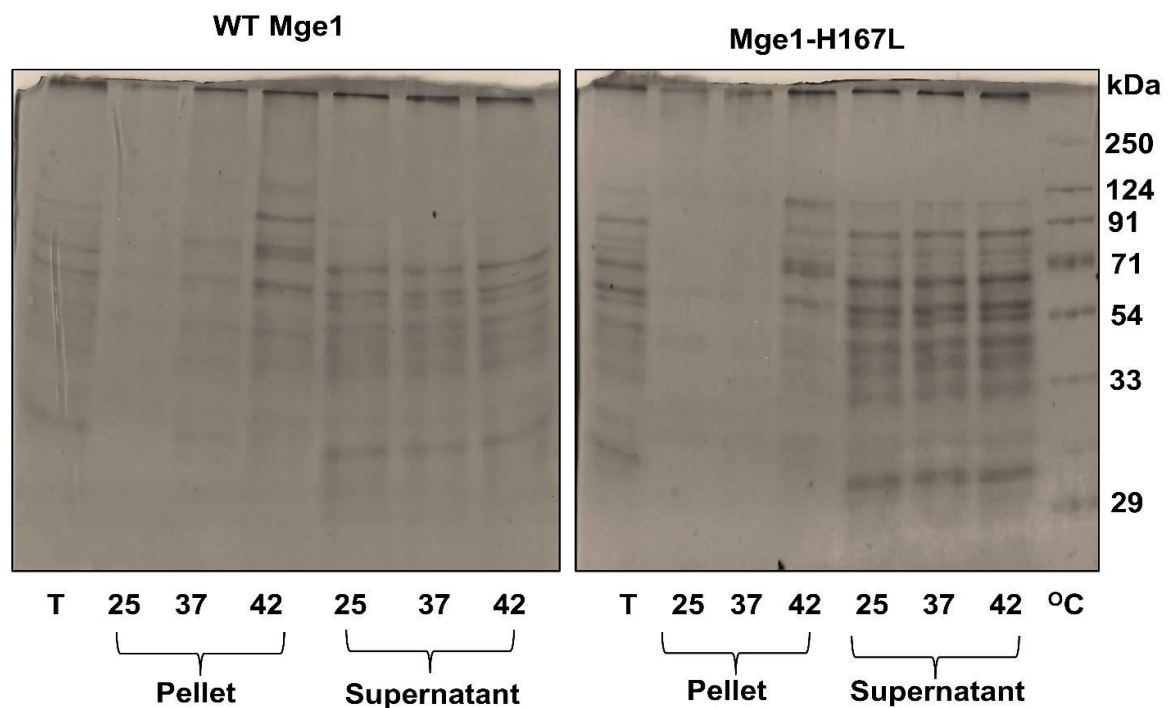 WT Mge1
Mge1-H167L
kDa
250
124
91
71
54
33
29
T 25 37 42 25 37 42
T 25 37 42 25 37 42 ᴼC
Pellet Supernatant
Pellet Supernatant